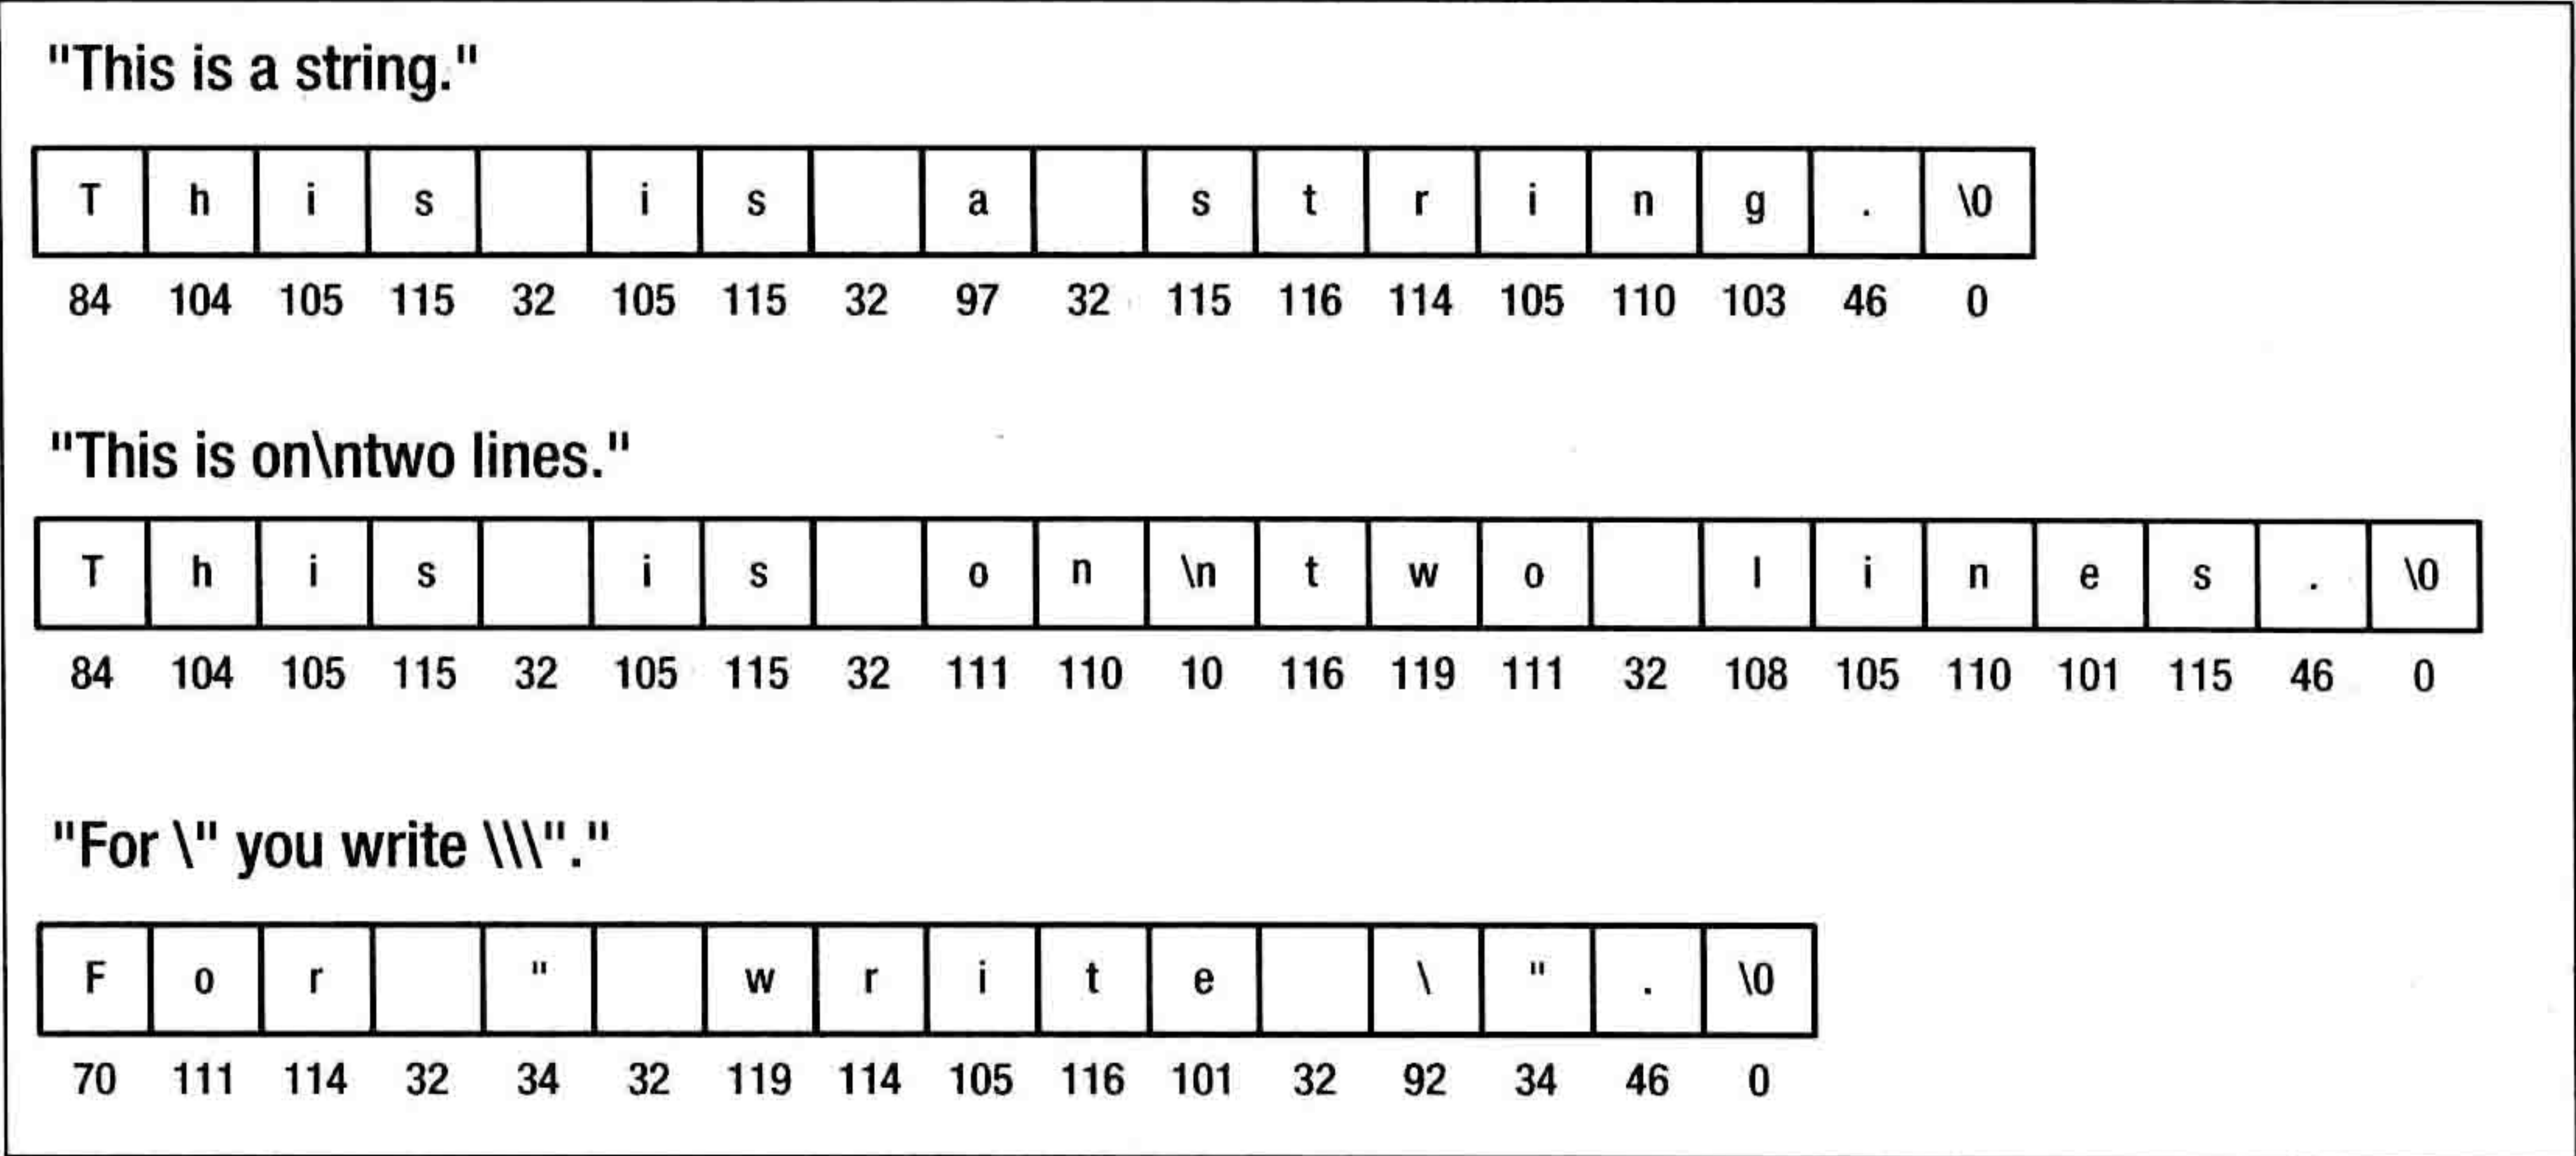 "This is a string."
T h i s i s a s t r i n g . \0
84 104 105 115 32 105 115 32 97 32 115 116 114 105 110 103 46 0
"This is on\ntwo lines."
T h i s i s o n \n t w o l i n e s . \0
84 104 105 115 32 105 115 32 111 110 10 116 119 111 32 108 105 110 101 115 46 0
"For \" you write \\\"."
F o r " w r i t e \ " . \0
70 111 114 32 34 32 119 114 105 116 101 32 92 34 46 0